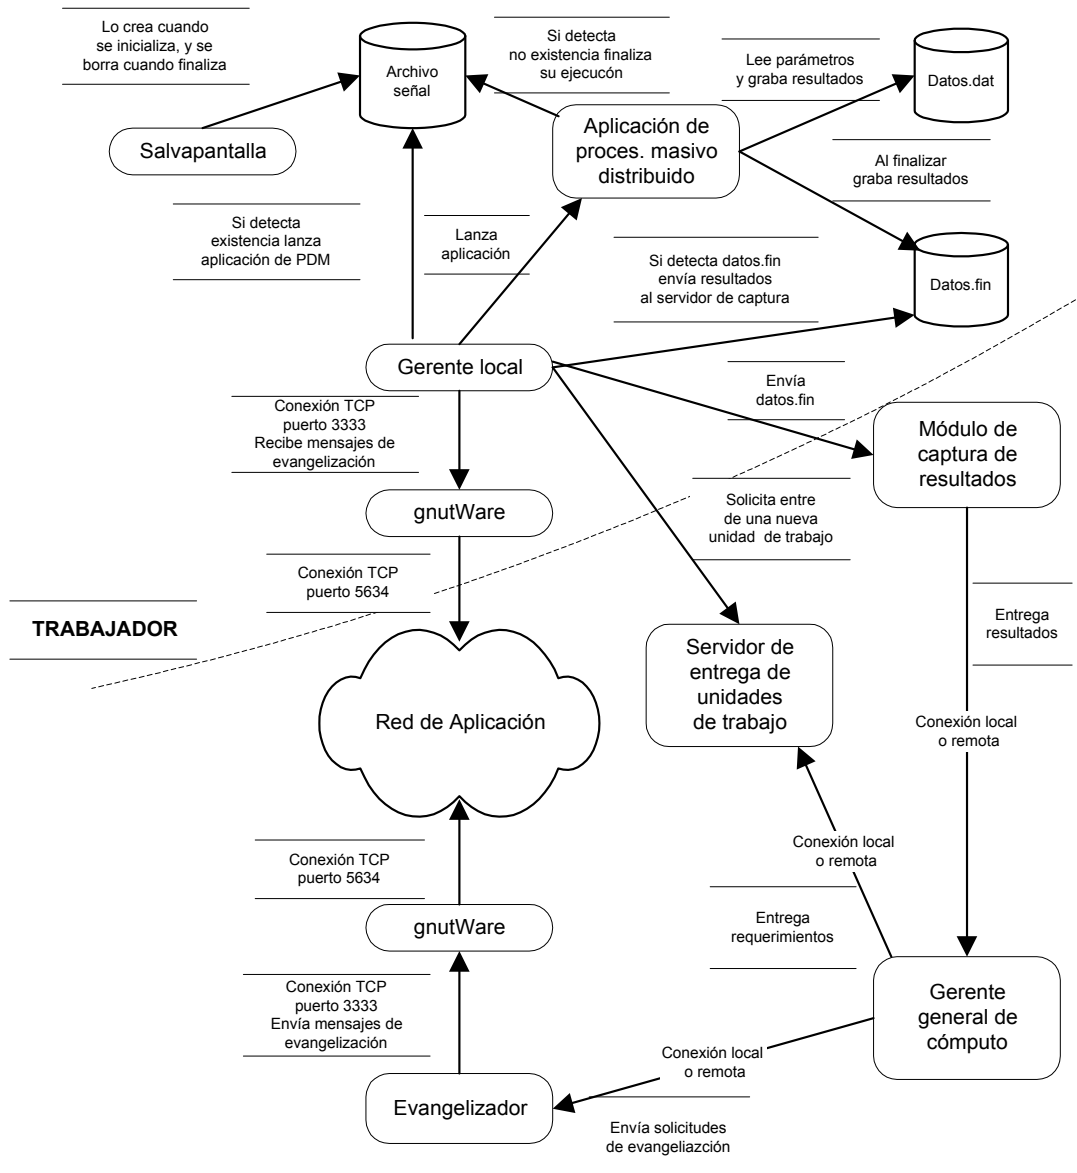 Lo crea cuando
se inicializa, y se
borra cuando finaliza
Archivo
señal
Si detecta
no existencia finaliza
su ejecucón
Lee parámetros
y graba resultados
Datos.dat
Salvapantalla
Aplicación de
proces. masivo
distribuido
Al finalizar
graba resultados
Si detecta
existencia lanza
aplicación de PDM
Lanza
aplicación
Si detecta datos.fin
envía resultados
al servidor de captura
Datos.fin
Gerente local
Envía
datos.fin
Conexión TCP
puerto 3333
Recibe mensajes de
evangelización
Módulo de
captura de
resultados
gnutWare
Solicita entre
de una nueva
unidad de trabajo
Conexión TCP
puerto 5634
TRABAJADOR
Entrega
resultados
Servidor de
entrega de
unidades
de trabajo
Red de Aplicación
Conexión local
o remota
Conexión local
o remota
Conexión TCP
puerto 5634
gnutWare
Entrega
requerimientos
Conexión TCP
puerto 3333
Envía mensajes de
evangelización
Gerente
general de
cómputo
Conexión local
o remota
Evangelizador
Envía solicitudes
de evangeliazción